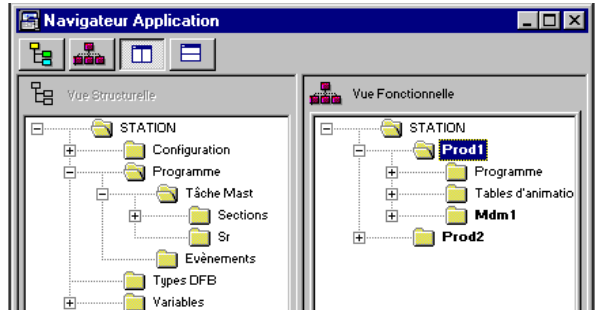 Navigateur Application
Vue Structurelle
STATION
Configuration
Programme
Tâche Mast
Sections
Sr
Evènements
Types DFB
Variables
Vue Fonctionnelle
STATION
Prod1
Programme
Tables d'animatio
Mdm1
Prod2